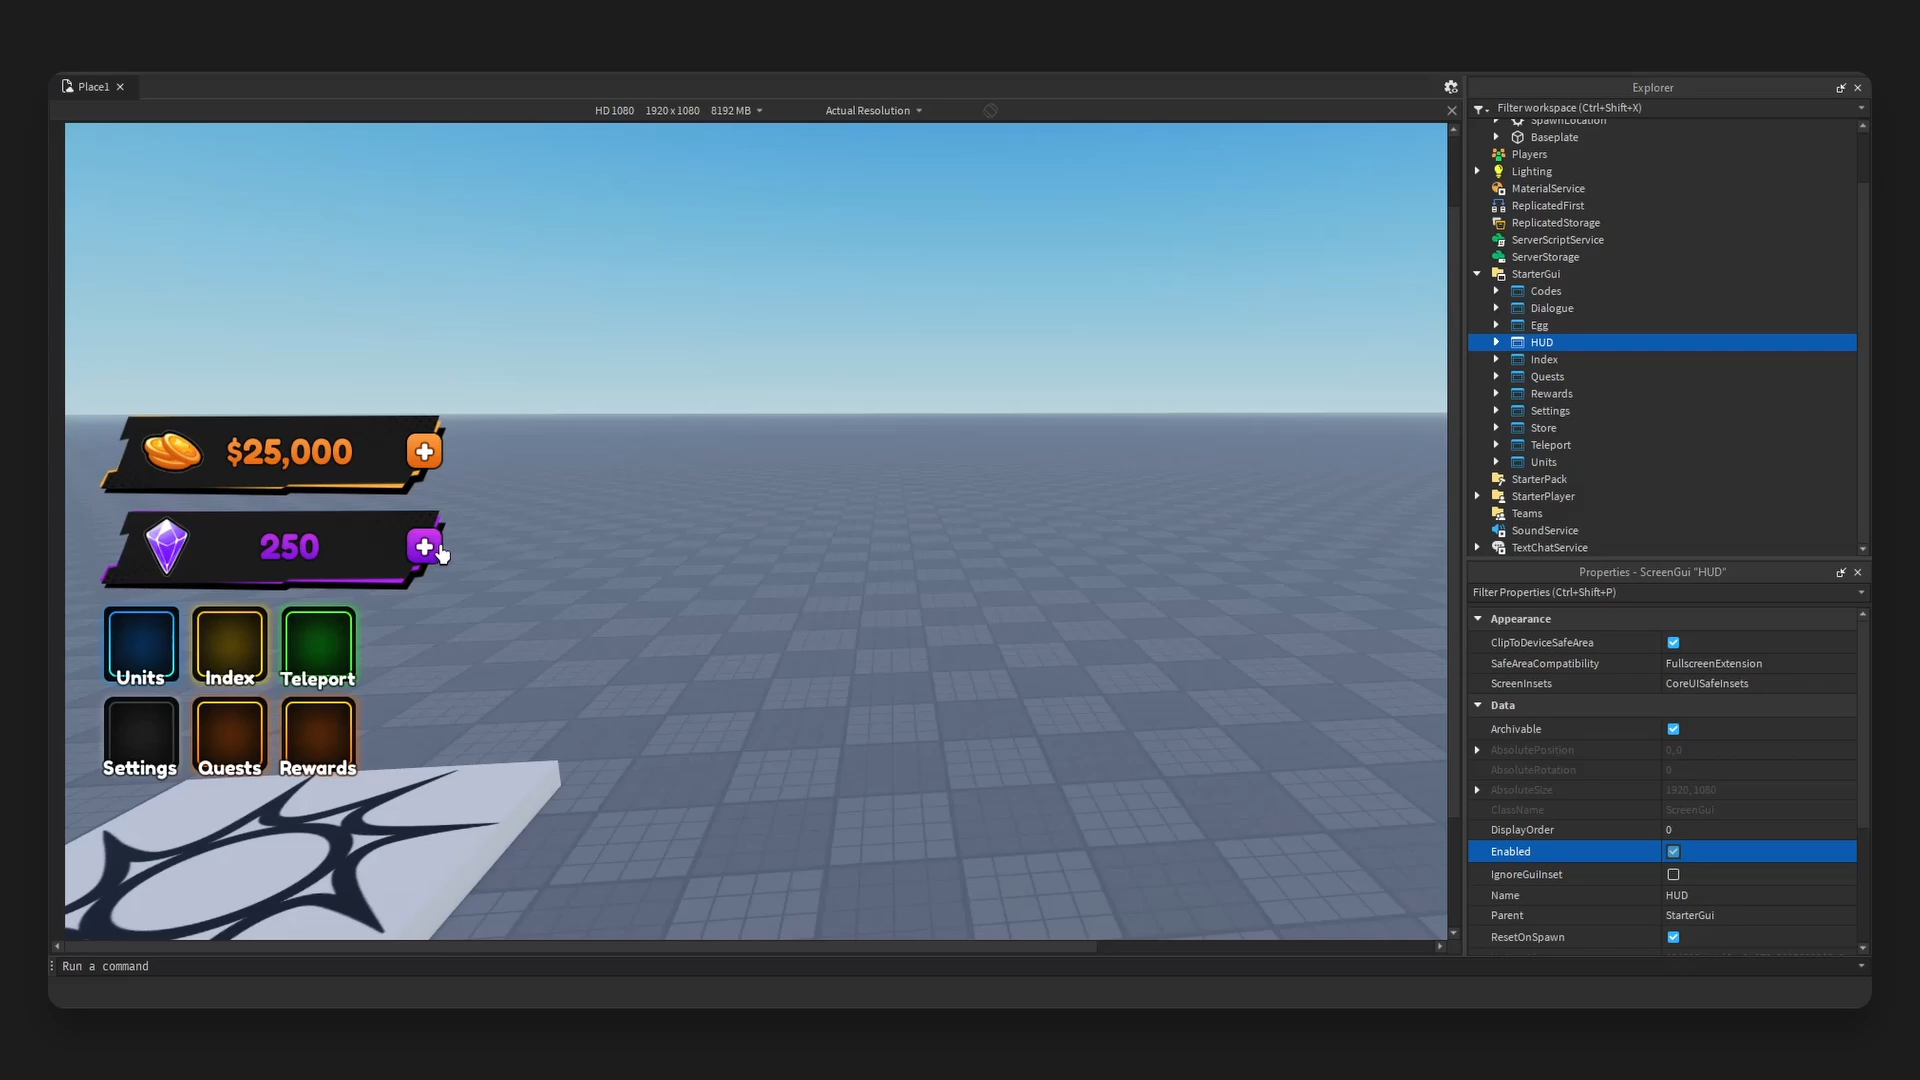 Place1
HD 1080 1920 x 1080 8192 MB
Actual Resolution
$25,000
250
Units
Index
Teleport
Settings
Quests
Rewards
Run a command
Explorer
Filter workspace (Ctrl+Shift+X)
SpawnLocation
Baseplate
Players
Lighting
MaterialService
ReplicatedFirst
ReplicatedStorage
ServerScriptService
ServerStorage
StarterGui
Codes
Dialogue
Egg
HUD
Index
Quests
Rewards
Settings
Store
Teleport
Units
StarterPack
StarterPlayer
Teams
SoundService
TextChatService
Properties - ScreenGui "HUD"
Filter Properties (Ctrl+Shift+P)
Appearance
ClipToDeviceSafeArea
SafeAreaCompatibility FullscreenExtension
ScreenInsets CoreUISafeInsets
Data
Archivable
AbsolutePosition 0, 0
AbsoluteRotation 0
AbsoluteSize 1920, 1080
ClassName ScreenGui
DisplayOrder 0
Enabled
IgnoreGuiInset
Name HUD
Parent StarterGui
ResetOnSpawn